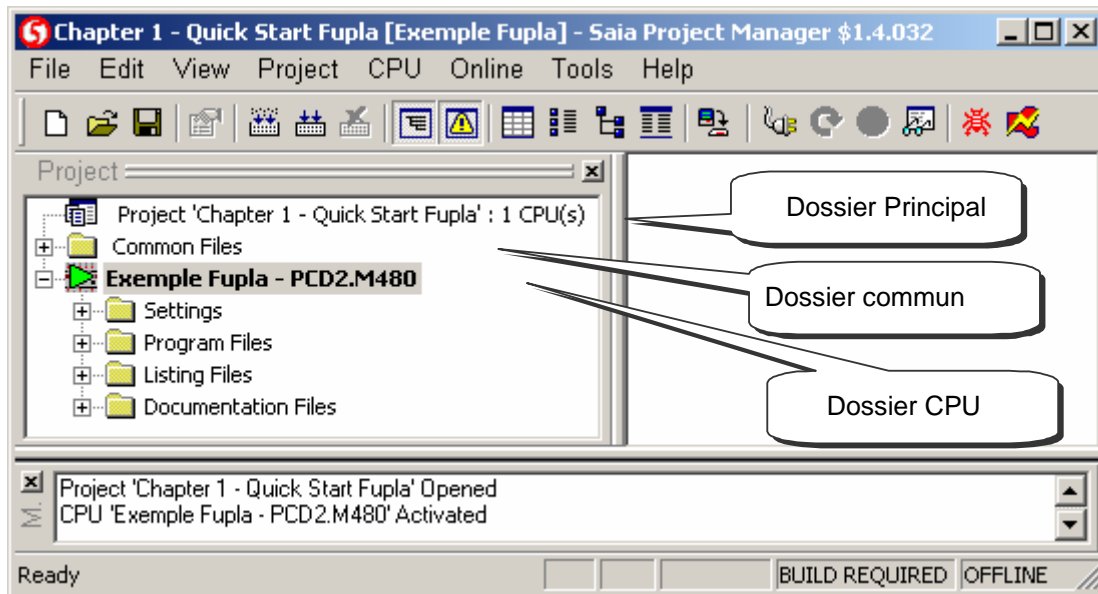 Chapter 1 - Quick Start Fupla [Exemple Fupla] - Saia Project Manager $1.4.032
File Edit View Project CPU Online Tools Help
Project
Project 'Chapter 1 - Quick Start Fupla' : 1 CPU(s)
Common Files
Exemple Fupla - PCD2.M480
Settings
Program Files
Listing Files
Documentation Files
Dossier Principal
Dossier commun
Dossier CPU
M.
Project 'Chapter 1 - Quick Start Fupla' Opened
CPU 'Exemple Fupla - PCD2.M480' Activated
Ready BUILD REQUIRED OFFLINE